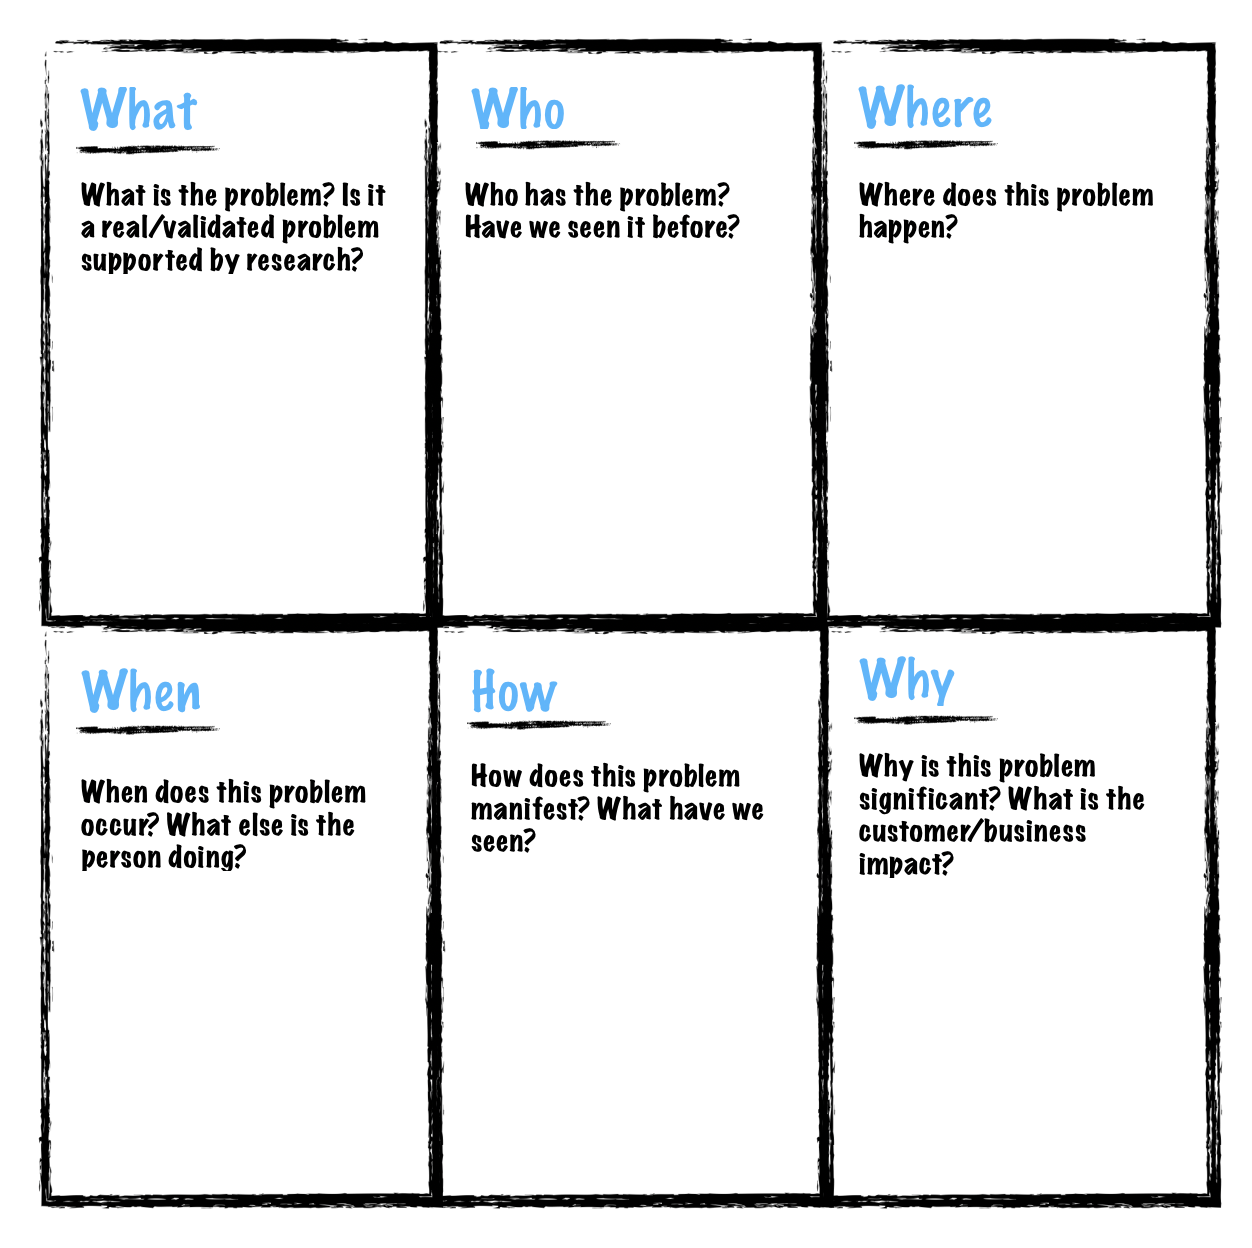 What
What is the problem? Is it
a real/validated problem
supported by research?
Who
Who has the problem?
Have we seen it before?
Where
Where does this problem
happen?
When
When does this problem
occur? What else is the
person doing?
How
How does this problem
manifest? What have we
seen?
Why
Why is this problem
significant? What is the
customer/business
impact?